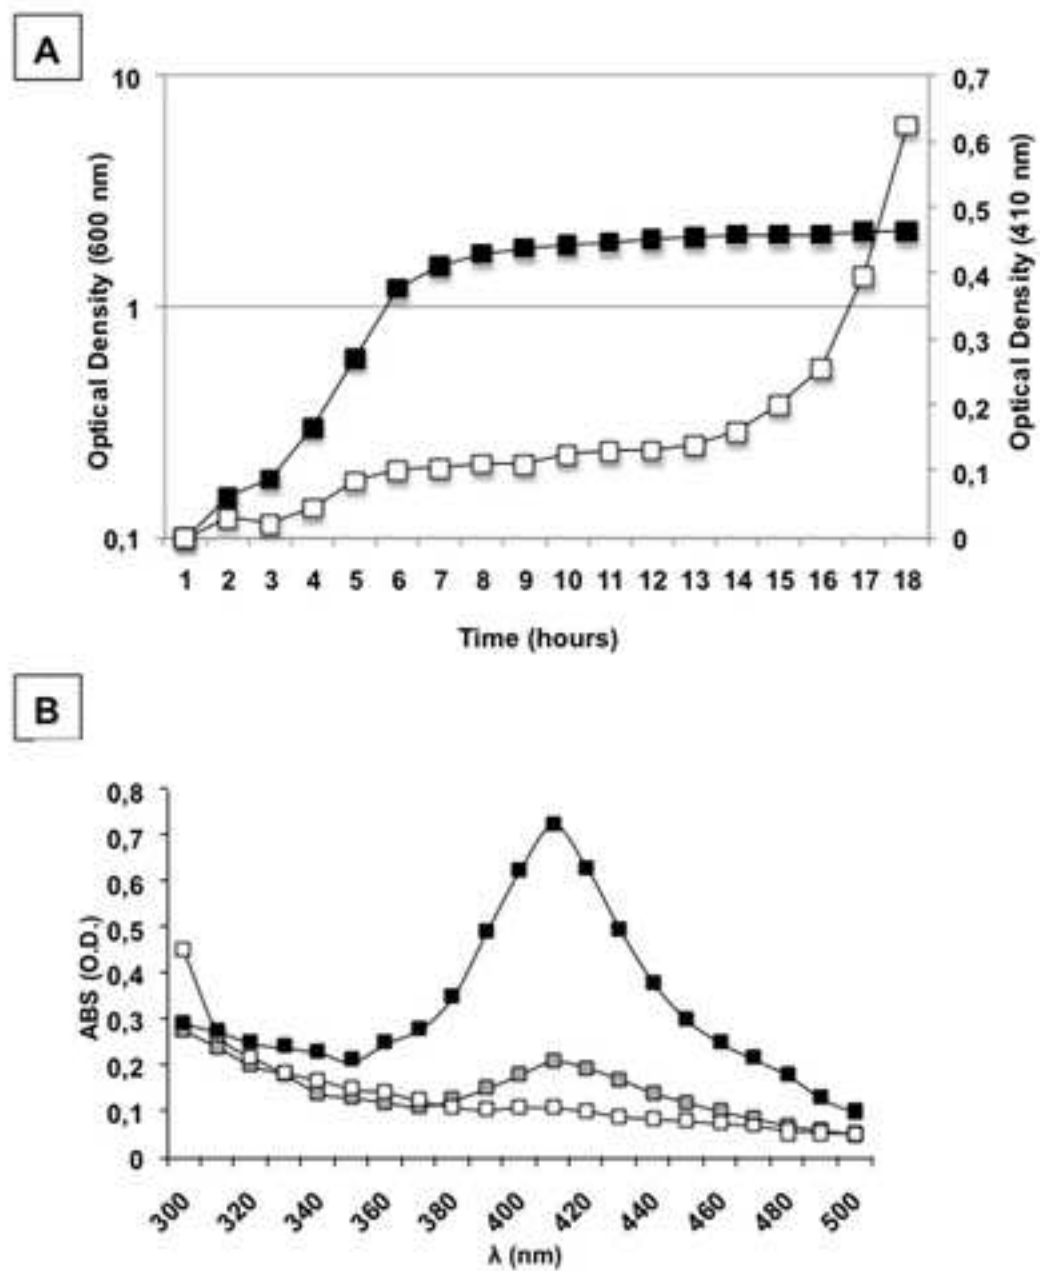 A
10
1
0,1
Optical Density (600 nm)
0,7
0,6
0,5
0,4
0,3
0,2
0,1
0
Optical Density (410 nm)
1 2 3 4 5 6 7 8 9 10 11 12 13 14 15 16 17 18
Time (hours)
B
0,8
0,7
0,6
0,5
0,4
0,3
0,2
0,1
0
ABS (O.D.)
300 320 340 360 380 400 420 440 460 480 500
λ (nm)